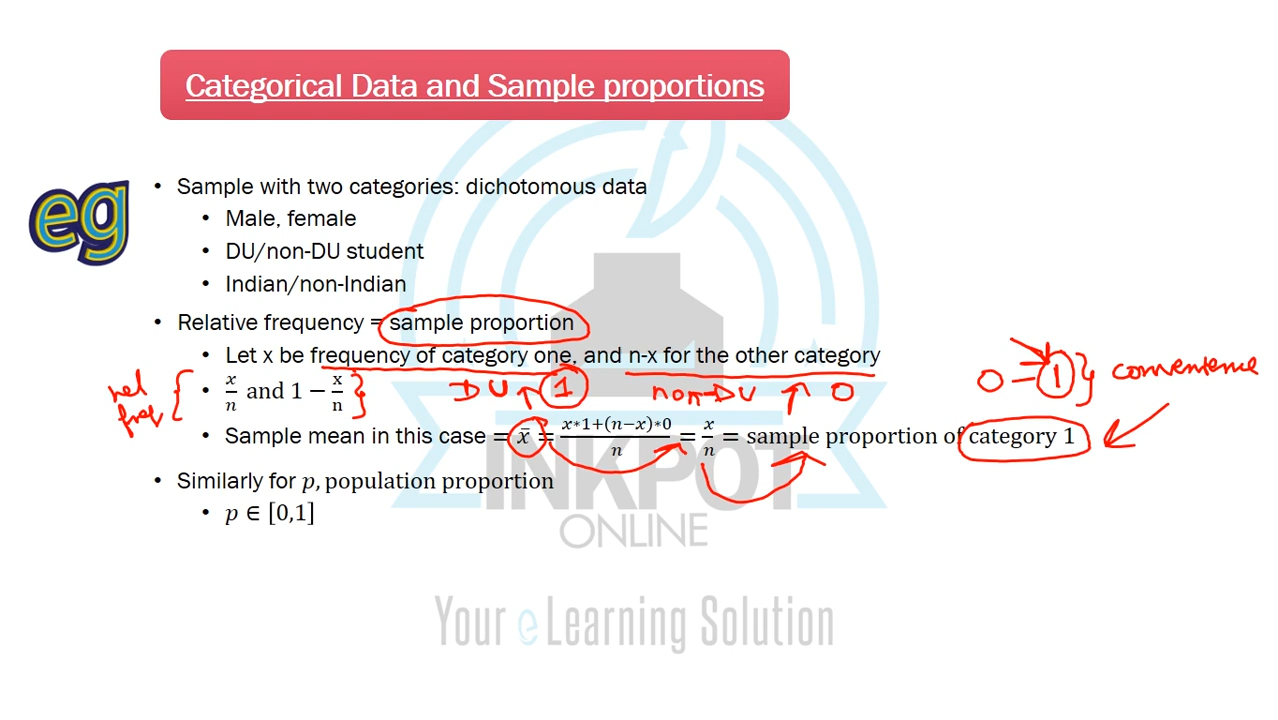 Categorical Data and Sample proportions
eg
• Sample with two categories: dichotomous data
• Male, female
• DU/non-DU student
• Indian/non-Indian
• Relative frequency = sample proportion
• Let x be frequency of category one, and n-x for the other category
rel freq { • x/n and 1 − x/n }
DU ↑ 1 non-DU ↑ 0
0 – 1 } convenience
• Sample mean in this case = x̄ = (x*1+(n−x)*0)/n = x/n = sample proportion of category 1
• Similarly for p, population proportion
• p ∈ [0,1]
INKPOT
ONLINE
Your e Learning Solution